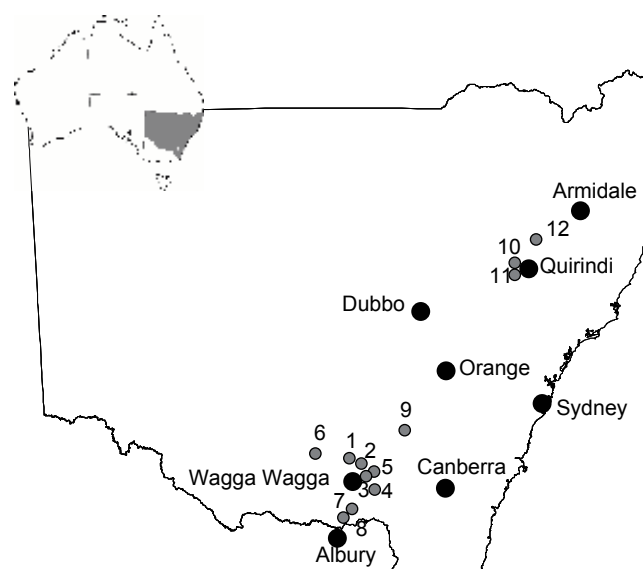 Armidale
12
10
Quirindi
11
Dubbo
Orange
Sydney
9
6
1
2
5
Wagga Wagga
Canberra
3
4
7
8
Albury